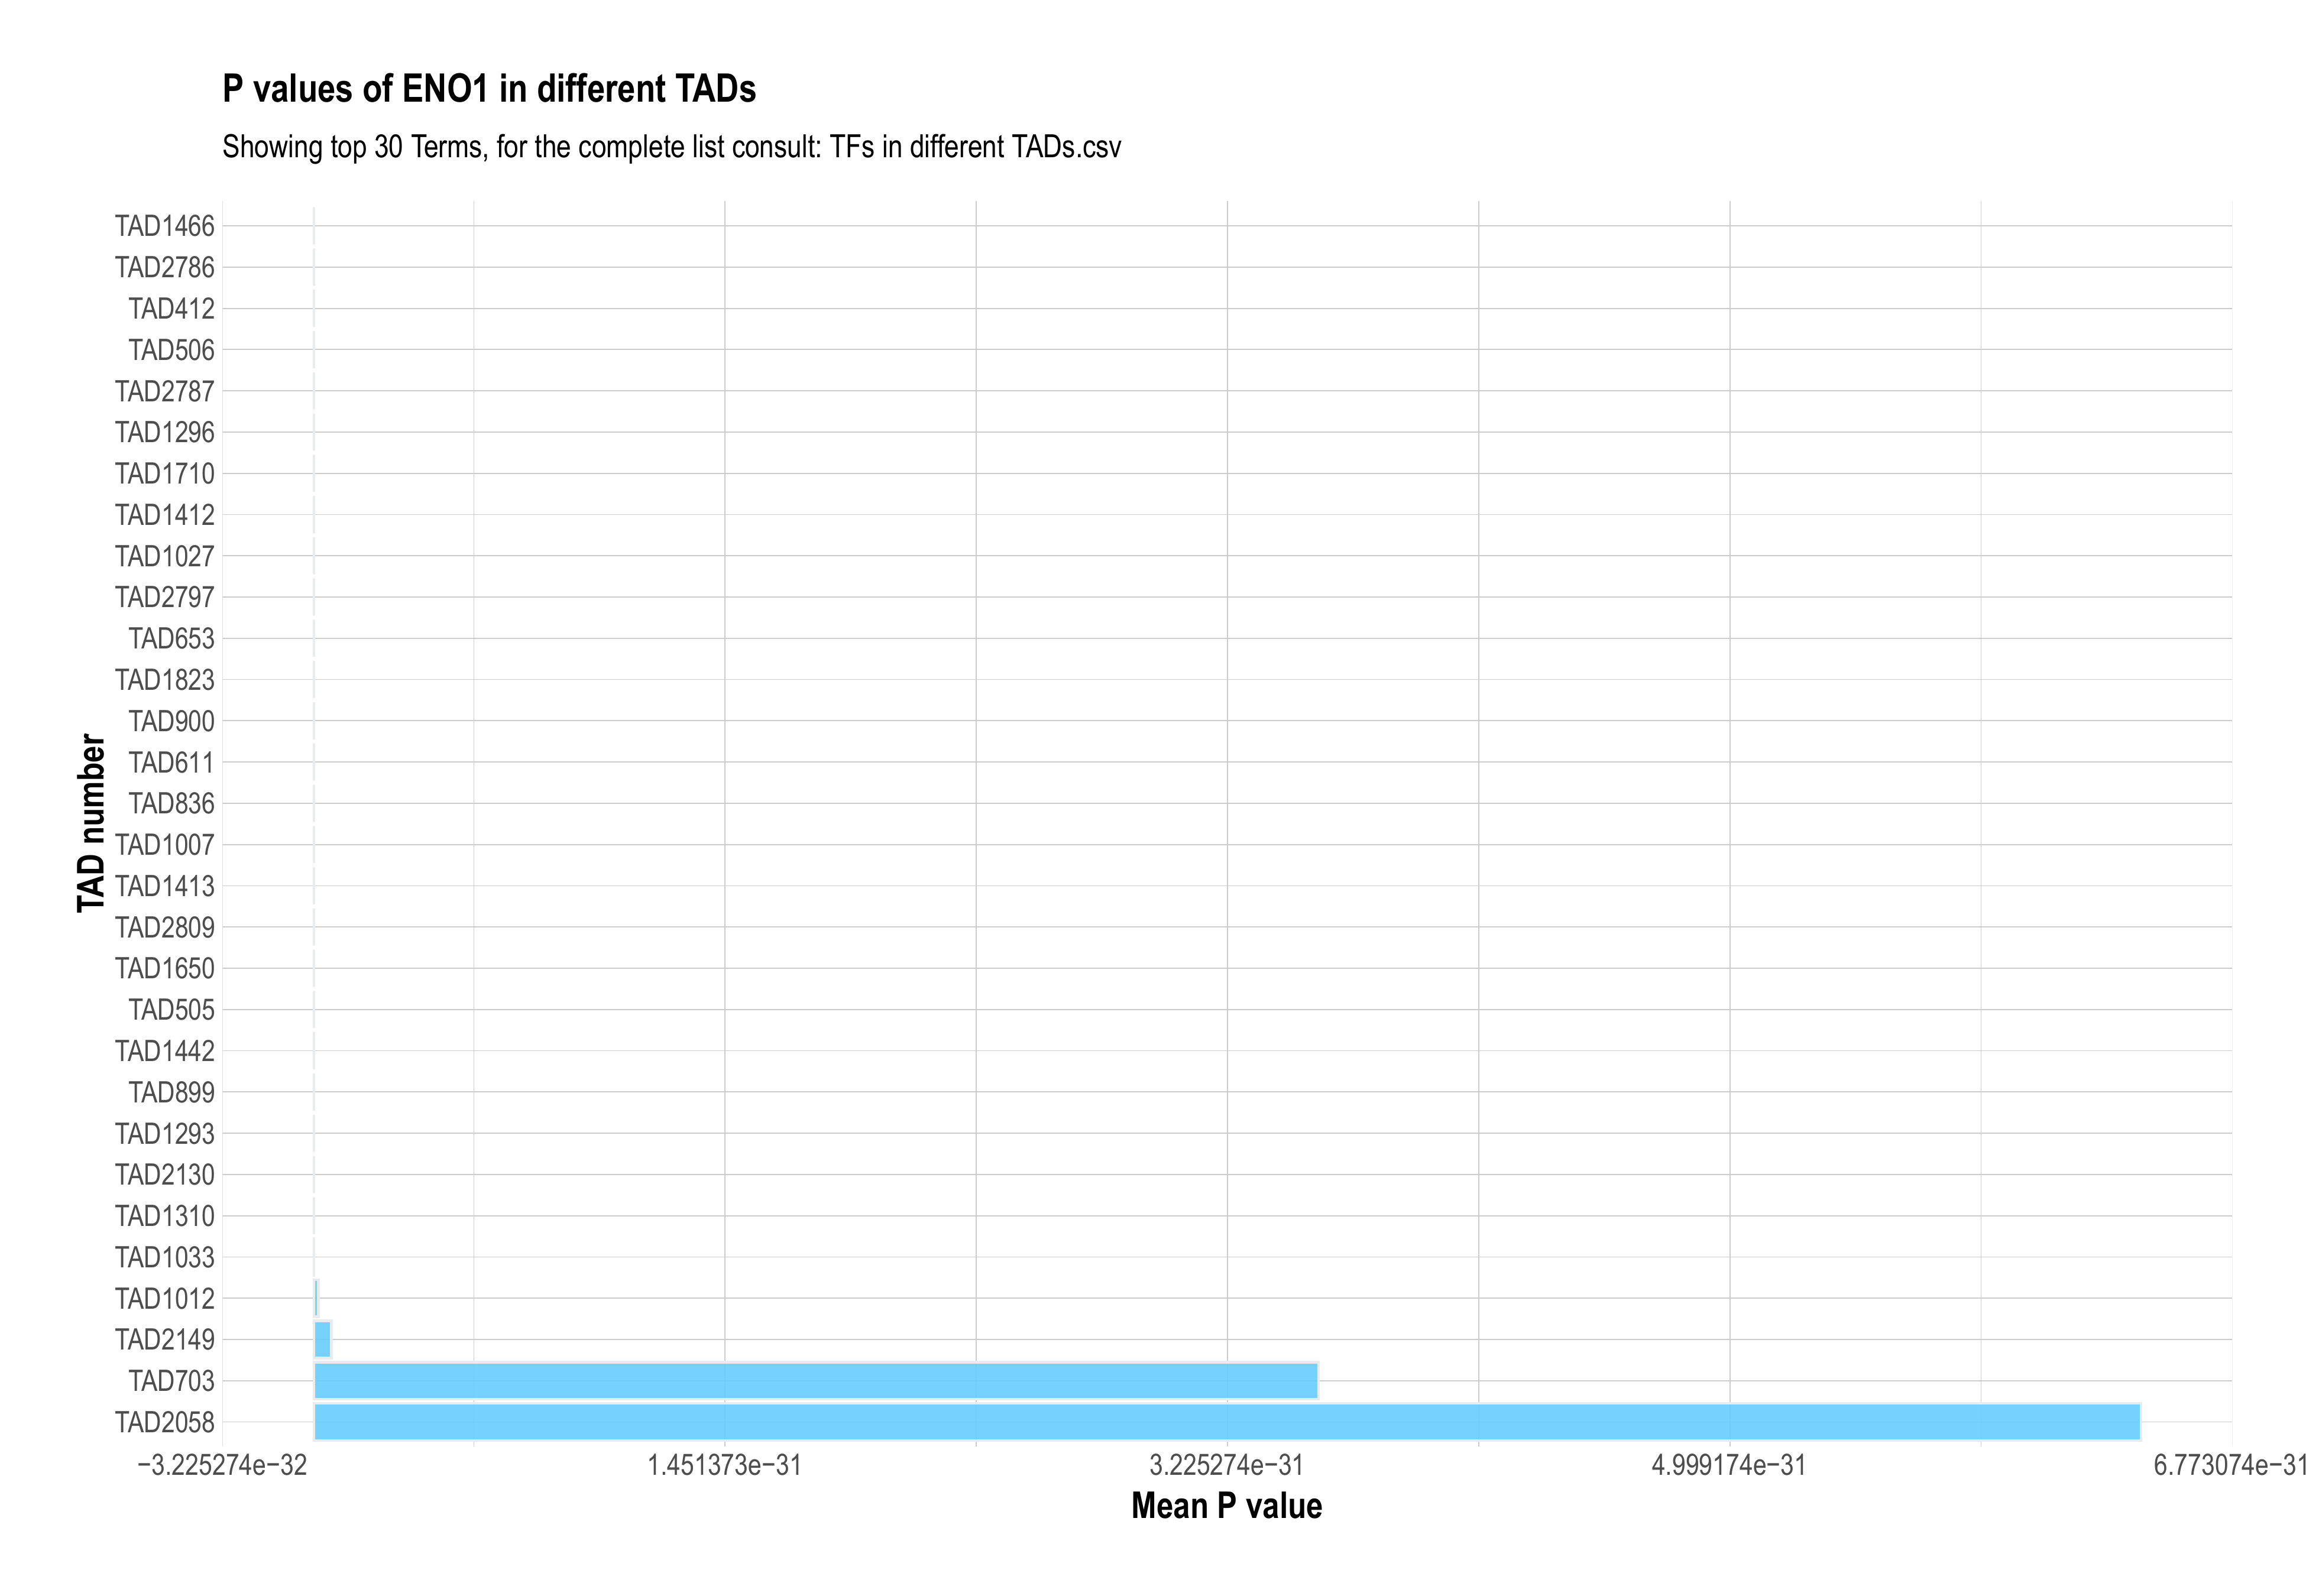 P values of ENO1 in different TADs
Showing top 30 Terms, for the complete list consult: TFs in different TADs.csv
TAD number
TAD1466
TAD2786
TAD412
TAD506
TAD2787
TAD1296
TAD1710
TAD1412
TAD1027
TAD2797
TAD653
TAD1823
TAD900
TAD611
TAD836
TAD1007
TAD1413
TAD2809
TAD1650
TAD505
TAD1442
TAD899
TAD1293
TAD2130
TAD1310
TAD1033
TAD1012
TAD2149
TAD703
TAD2058
−3.225274e−32 1.451373e−31 3.225274e−31 4.999174e−31 6.773074e−31
Mean P value